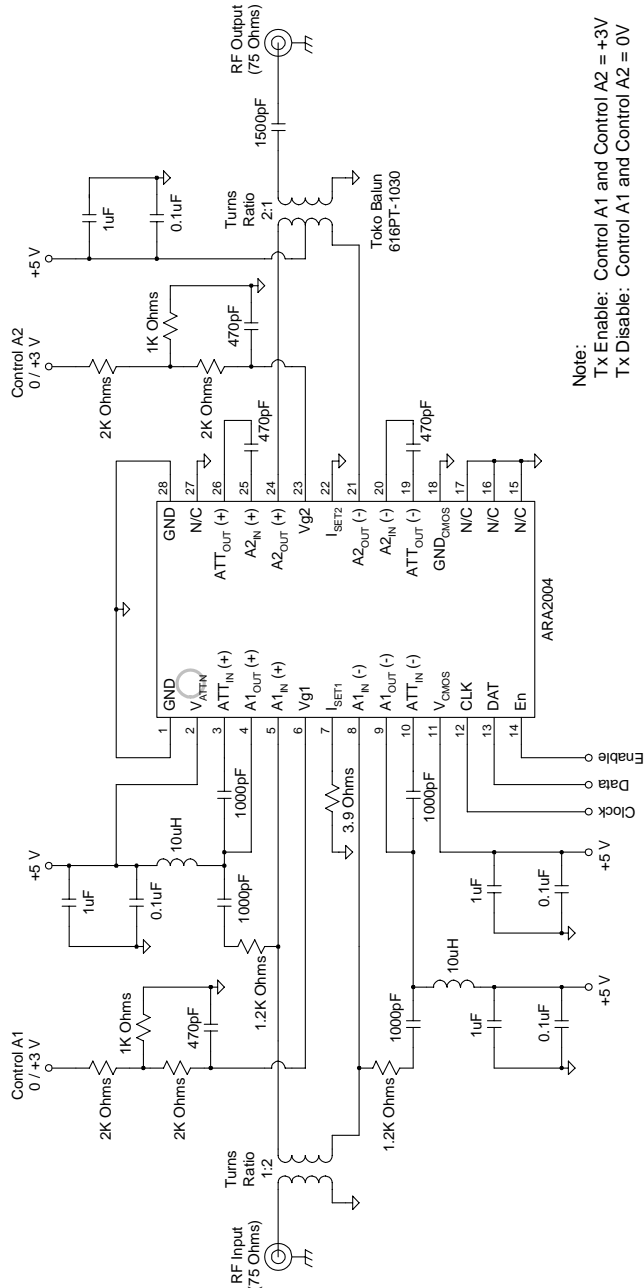 RF Input
(75 Ohms)
Turns
Ratio
1:2
Control A1
0 / +3 V
2K Ohms
1K Ohms
2K Ohms
470pF
1.2K Ohms
1000pF
10uH
0.1uF
1uF
+5 V
1000pF
3.9 Ohms
1000pF
1.2K Ohms
1000pF
10uH
1uF
0.1uF
+5 V
1uF
0.1uF
+5 V
Clock
Data
Enable
1 GND
2 VATTN
3 ATTIN (+)
4 A1OUT (+)
5 A1IN (+)
6 Vg1
7 ISET1
8 A1IN (-)
9 A1OUT (-)
10 ATTIN (-)
11 VCMOS
12 CLK
13 DAT
14 En
GND 28
N/C 27
ATTOUT (+) 26
A2IN (+) 25
A2OUT (+) 24
Vg2 23
ISET2 22
A2OUT (-) 21
A2IN (-) 20
ATTOUT (-) 19
GNDCMOS 18
N/C 17
N/C 16
N/C 15
ARA2004
470pF
470pF
Control A2
0 / +3 V
2K Ohms
1K Ohms
2K Ohms
470pF
+5 V
1uF
0.1uF
Turns
Ratio
2:1
Toko Balun
616PT-1030
1500pF
RF Output
(75 Ohms)
Note:
Tx Enable: Control A1 and Control A2 = +3V
Tx Disable: Control A1 and Control A2 = 0V